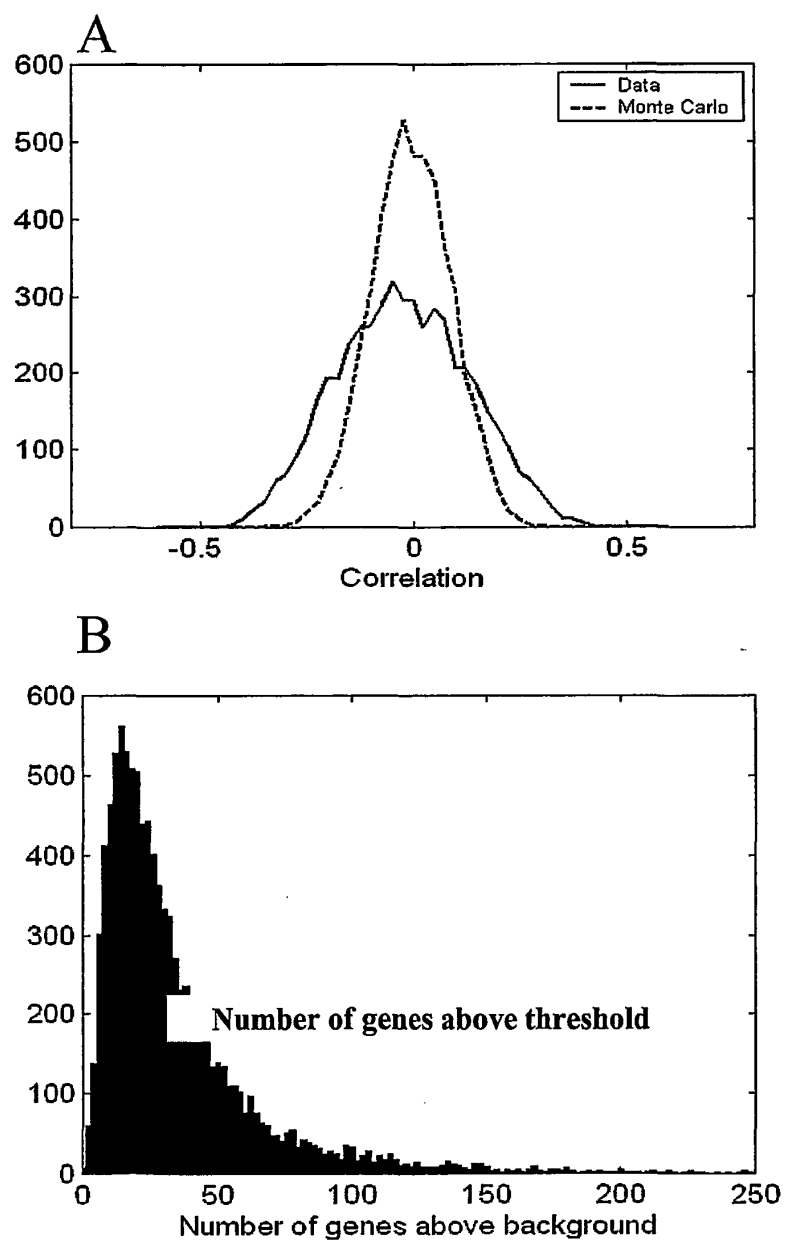 A
600
500
400
300
200
100
0
Data
Monte Carlo
-0.5 0 0.5
Correlation
B
600
500
400
300
200
100
0
Number of genes above threshold
0 50 100 150 200 250
Number of genes above background